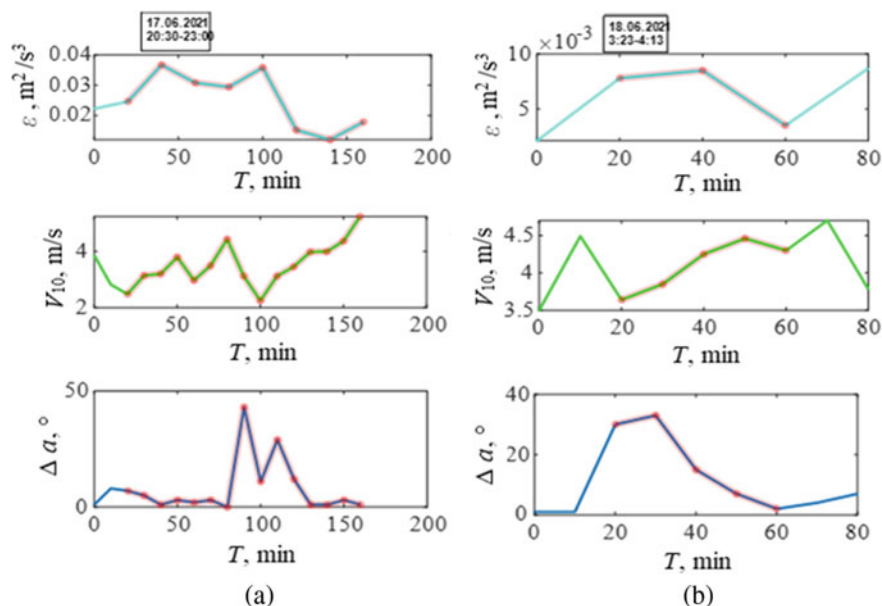 17.06.2021
20:30-23:00
ε , m²/s³
0.04
0.03
0.02
0 50 100 150 200
T, min
V₁₀, m/s
4
2
0 50 100 150 200
T, min
Δ a, °
50
0
0 50 100 150 200
T, min
(a)
18.06.2021
3:23-4:13
×10⁻³
ε , m²/s³
10
5
0 20 40 60 80
T, min
V₁₀, m/s
4.5
4
3.5
0 20 40 60 80
T, min
Δ a, °
40
20
0
0 20 40 60 80
T, min
(b)